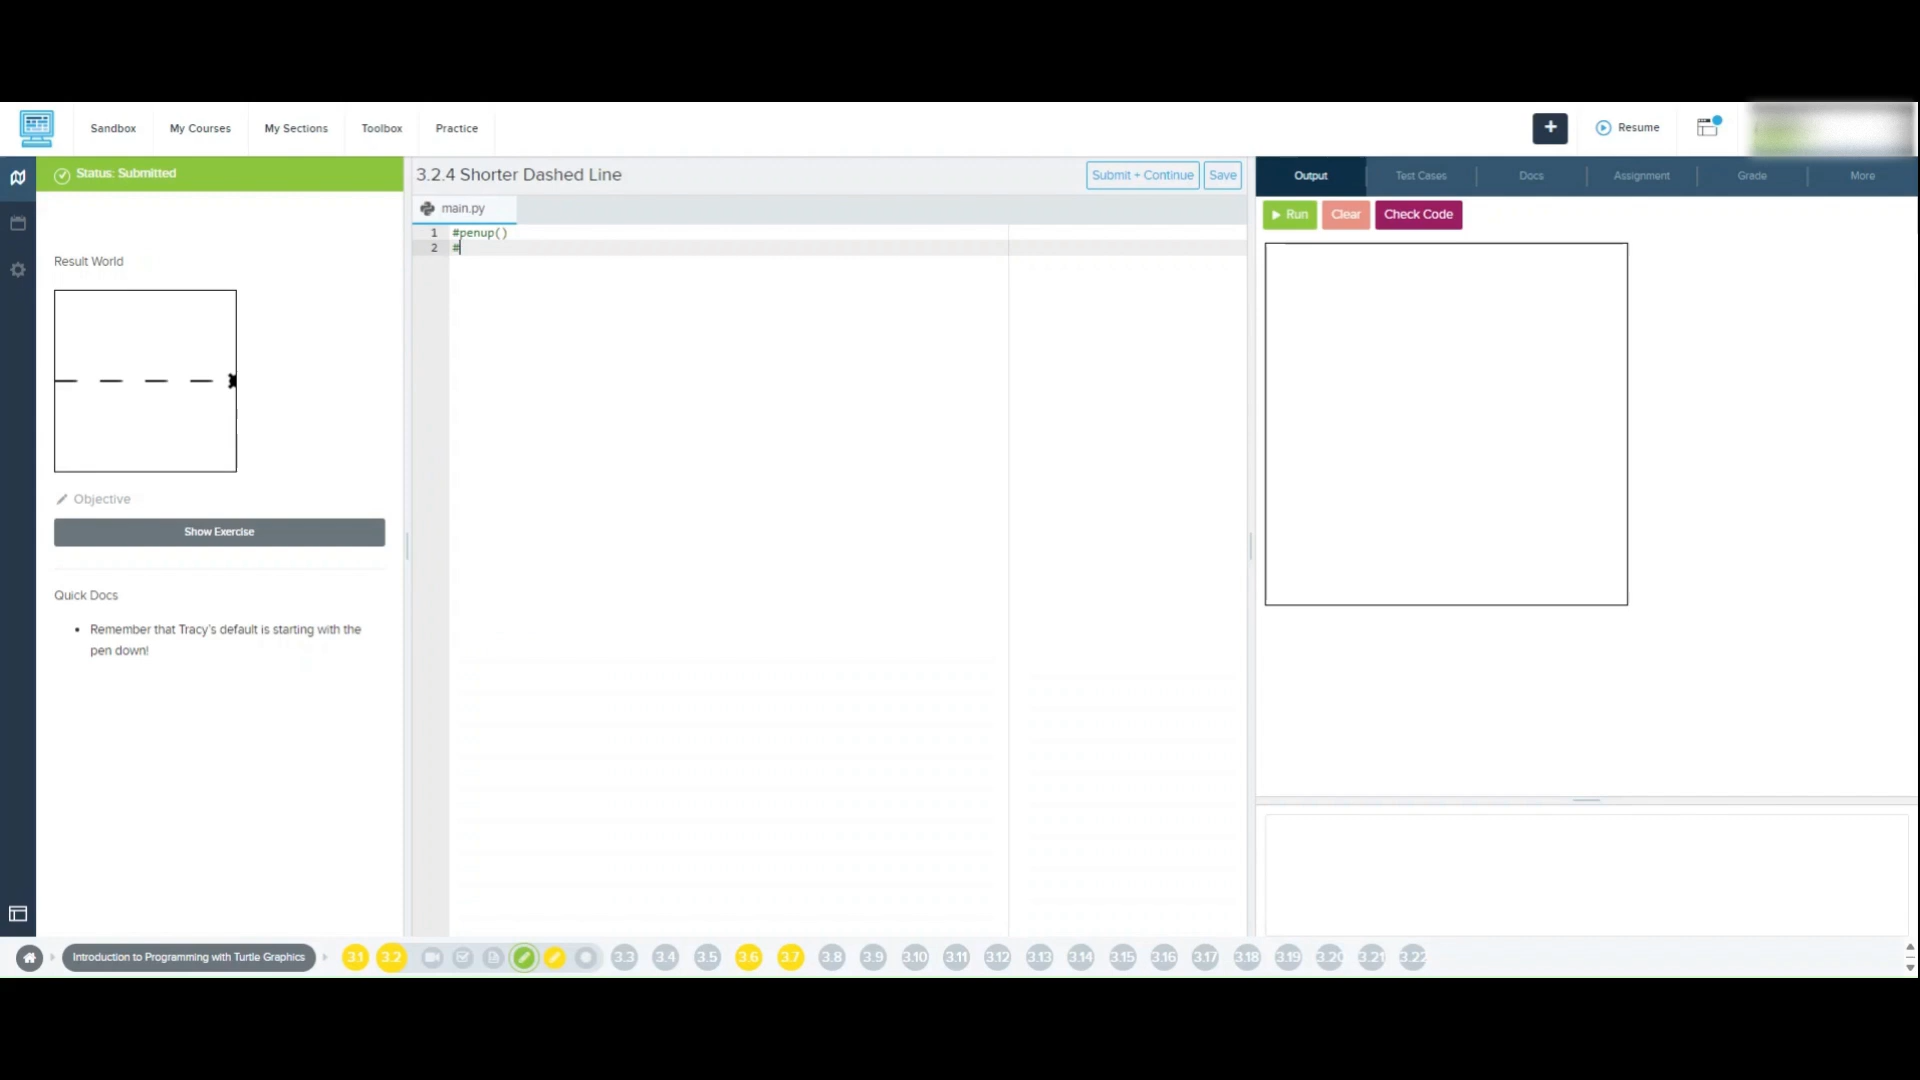 Sandbox
My Courses
My Sections
Toolbox
Practice
+
Resume
Status: Submitted
3.2.4 Shorter Dashed Line
Submit + Continue
Save
Output
Test Cases
Docs
Assignment
Grade
More
main.py
Run
Clear
Check Code
1 #penup()
2 #
Result World
Objective
Show Exercise
Quick Docs
• Remember that Tracy's default is starting with the
pen down!
Introduction to Programming with Turtle Graphics
3.1
3.2
3.3
3.4
3.5
3.6
3.7
3.8
3.9
3.10
3.11
3.12
3.13
3.14
3.15
3.16
3.17
3.18
3.19
3.20
3.21
3.22